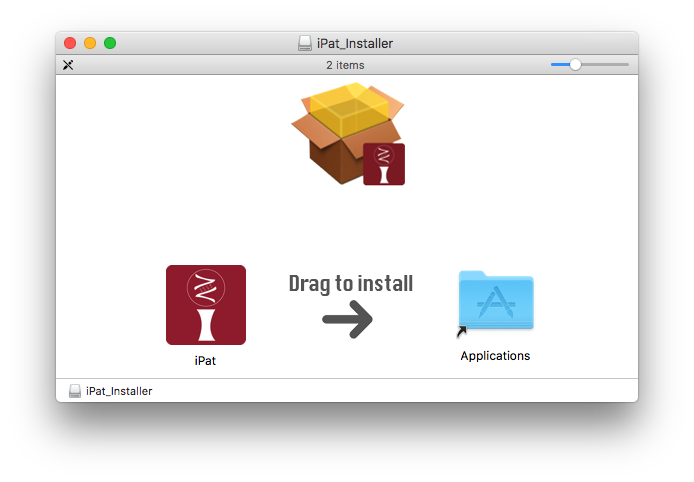 iPat_Installer
2 items
Drag to install
iPat
Applications
iPat_Installer